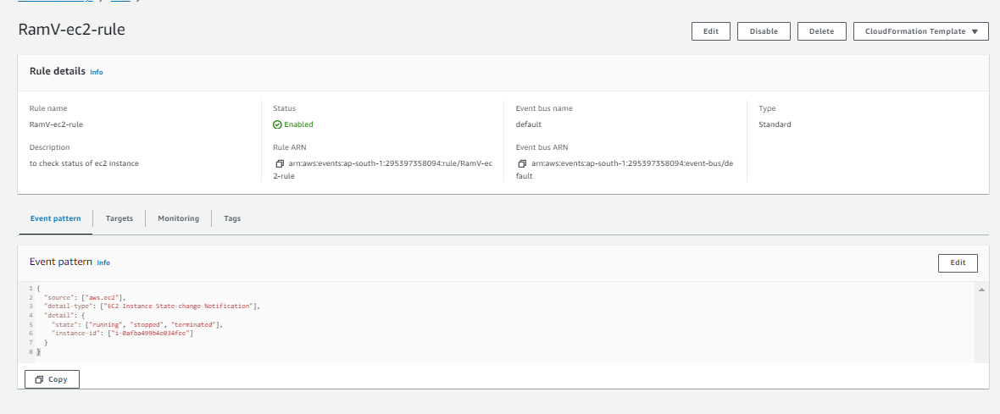 RamV-ec2-rule
Edit
Disable
Delete
CloudFormation Template
Rule details Info
Rule name
RamV-ec2-rule
Description
to check status of ec2 instance
Status
Enabled
Rule ARN
arn:aws:events:ap-south-1:295397358094:rule/RamV-ec
2-rule
Event bus name
default
Event bus ARN
arn:aws:events:ap-south-1:295397358094:event-bus/de
fault
Type
Standard
Event pattern
Targets
Monitoring
Tags
Event pattern Info
Edit
1 {
2 "source": ["aws.ec2"],
3 "detail-type": ["EC2 Instance State-change Notification"],
4 "detail": {
5 "state": ["running", "stopped", "terminated"],
6 "instance-id": ["i-0afba499b4e034fee"]
7 }
8 }
Copy